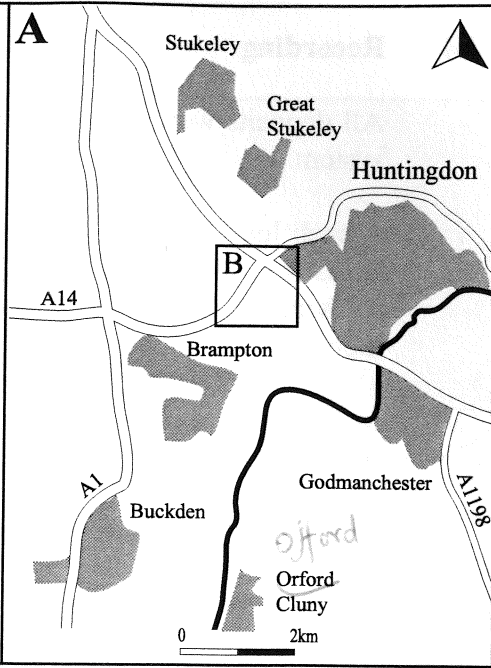 A
Stukeley
Great
Stukeley
Huntingdon
B
A14
Brampton
A1
Godmanchester
A1198
Buckden
Offord
Orford
Cluny
0 2km